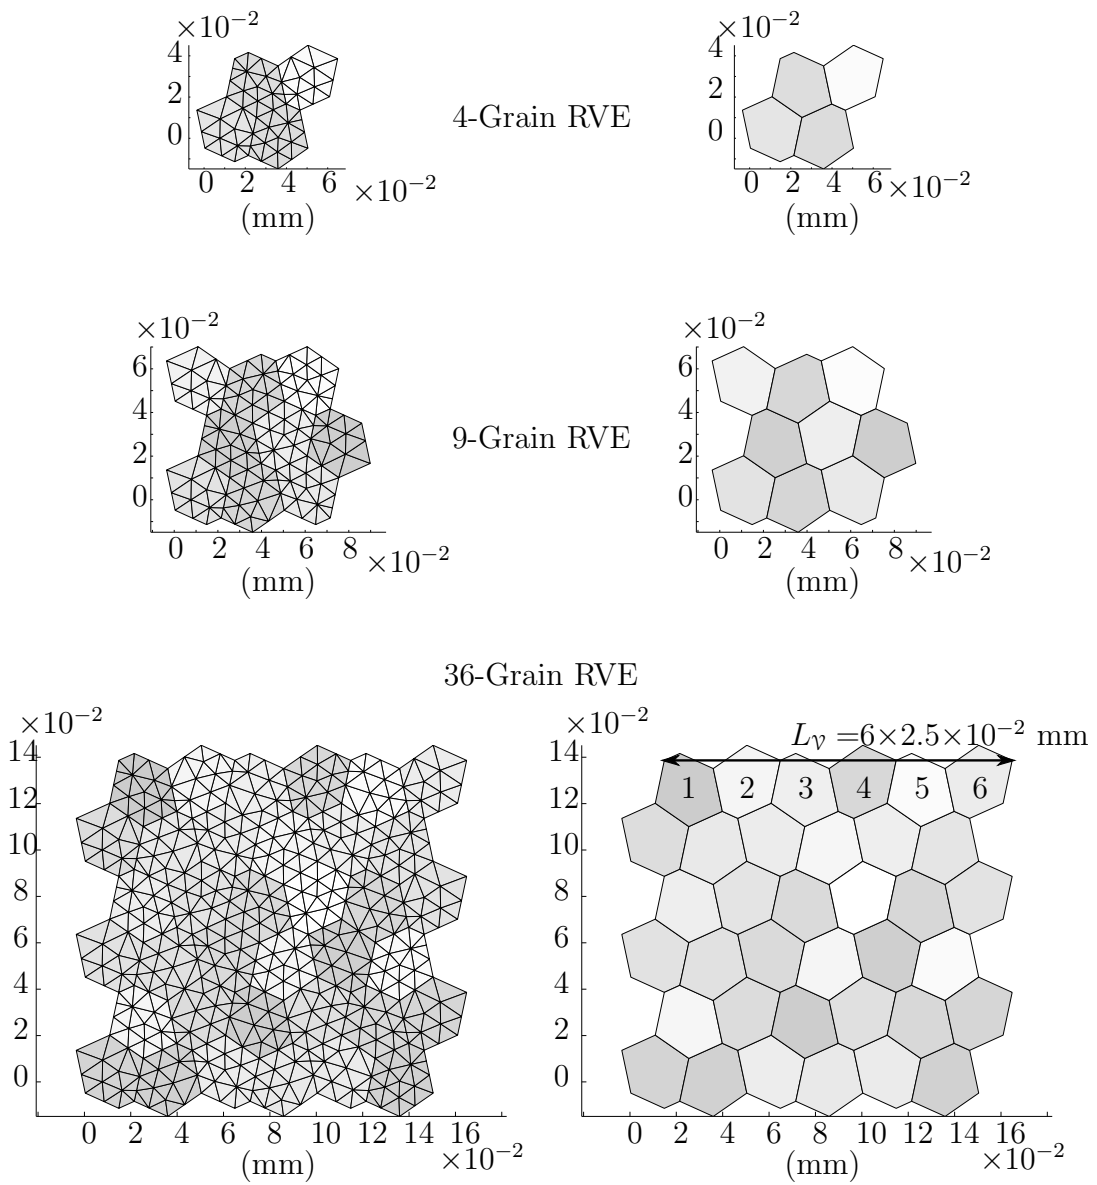 ×10⁻² ×10⁻²
4 4
2 4-Grain RVE 2
0 0
0 2 4 6 ×10⁻² 0 2 4 6 ×10⁻²
(mm) (mm)
×10⁻² ×10⁻²
6 6
4 9-Grain RVE 4
2 2
0 0
0 2 4 6 8 ×10⁻² 0 2 4 6 8 ×10⁻²
(mm) (mm)
36-Grain RVE
×10⁻² ×10⁻² L𝒱 =6×2.5×10⁻² mm
14 14
12 12 1 2 3 4 5 6
10 10
8 8
6 6
4 4
2 2
0 0
0 2 4 6 8 10 12 14 16 0 2 4 6 8 10 12 14 16
(mm) ×10⁻² (mm) ×10⁻²